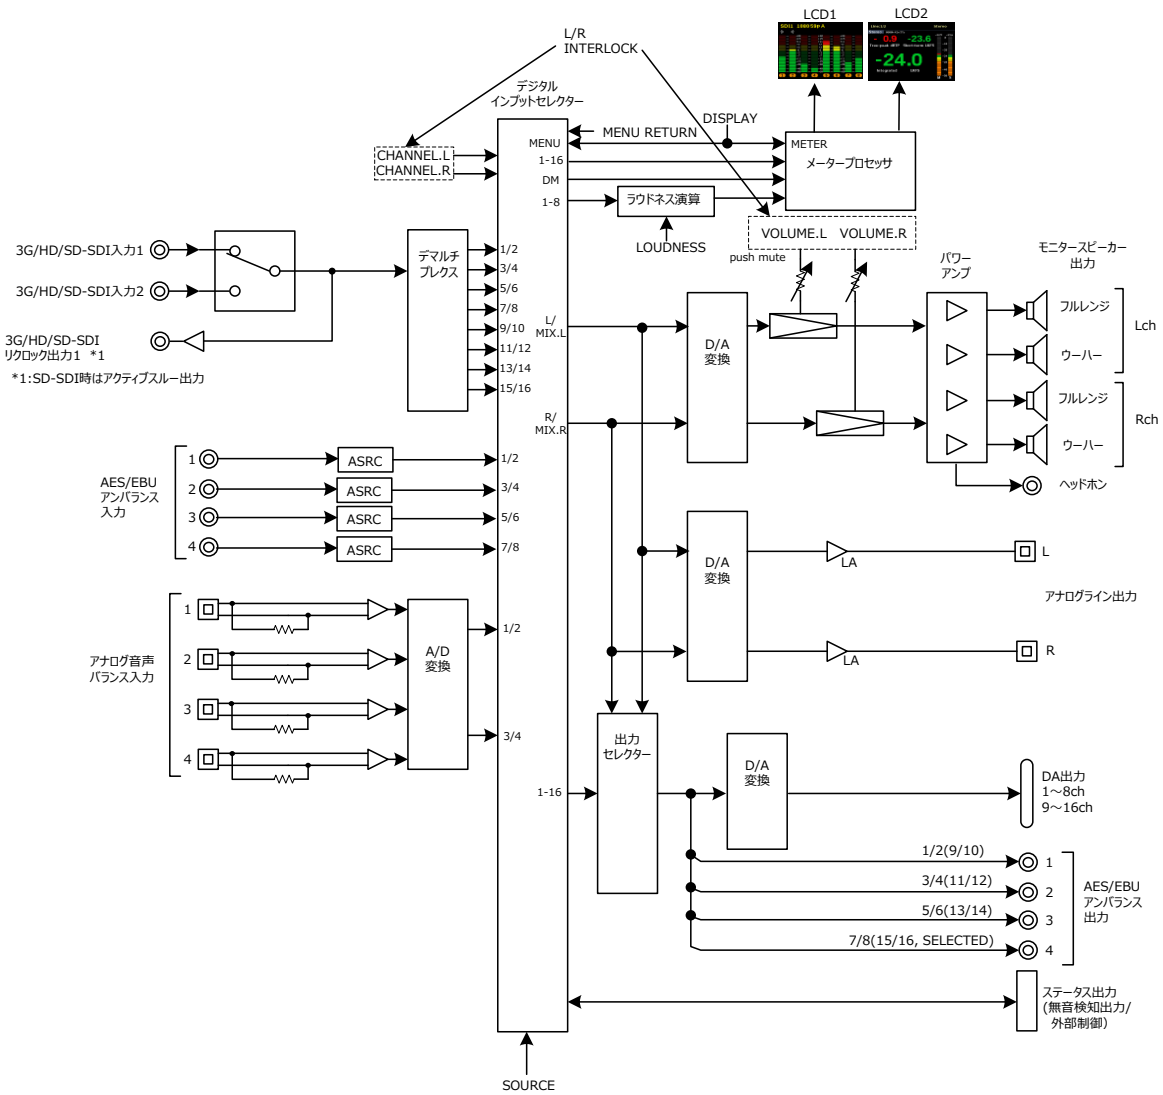 LCD1
LCD2
SDI1 108059p A
-0.9
-23.6
-24.0
Integrated
LUFS
L/R
INTERLOCK
デジタル
インプットセレクター
DISPLAY
MENU RETURN
MENU
1-16
DM
1-8
METER
メータープロセッサ
ラウドネス演算
LOUDNESS
CHANNEL.L
CHANNEL.R
VOLUME.L VOLUME.R
push mute
3G/HD/SD-SDI入力1
3G/HD/SD-SDI入力2
3G/HD/SD-SDI
リクロック出力1 *1
*1:SD-SDI時はアクティブスルー出力
デマルチ
プレクス
1/2
3/4
5/6
7/8
9/10
11/12
13/14
15/16
L/
MIX.L
R/
MIX.R
D/A
変換
パワー
アンプ
モニタースピーカー
出力
フルレンジ
ウーハー
Lch
フルレンジ
ウーハー
Rch
ヘッドホン
AES/EBU
アンバランス
入力
1
ASRC
1/2
2
ASRC
3/4
3
ASRC
5/6
4
ASRC
7/8
D/A
変換
LA
L
アナログライン出力
LA
R
アナログ音声
バランス入力
1
2
3
4
A/D
変換
1/2
3/4
1-16
出力
セレクター
D/A
変換
DA出力
1～8ch
9～16ch
1/2(9/10)
1
3/4(11/12)
2
5/6(13/14)
3
7/8(15/16, SELECTED)
4
AES/EBU
アンバランス
出力
ステータス出力
(無音検知出力/
外部制御)
SOURCE